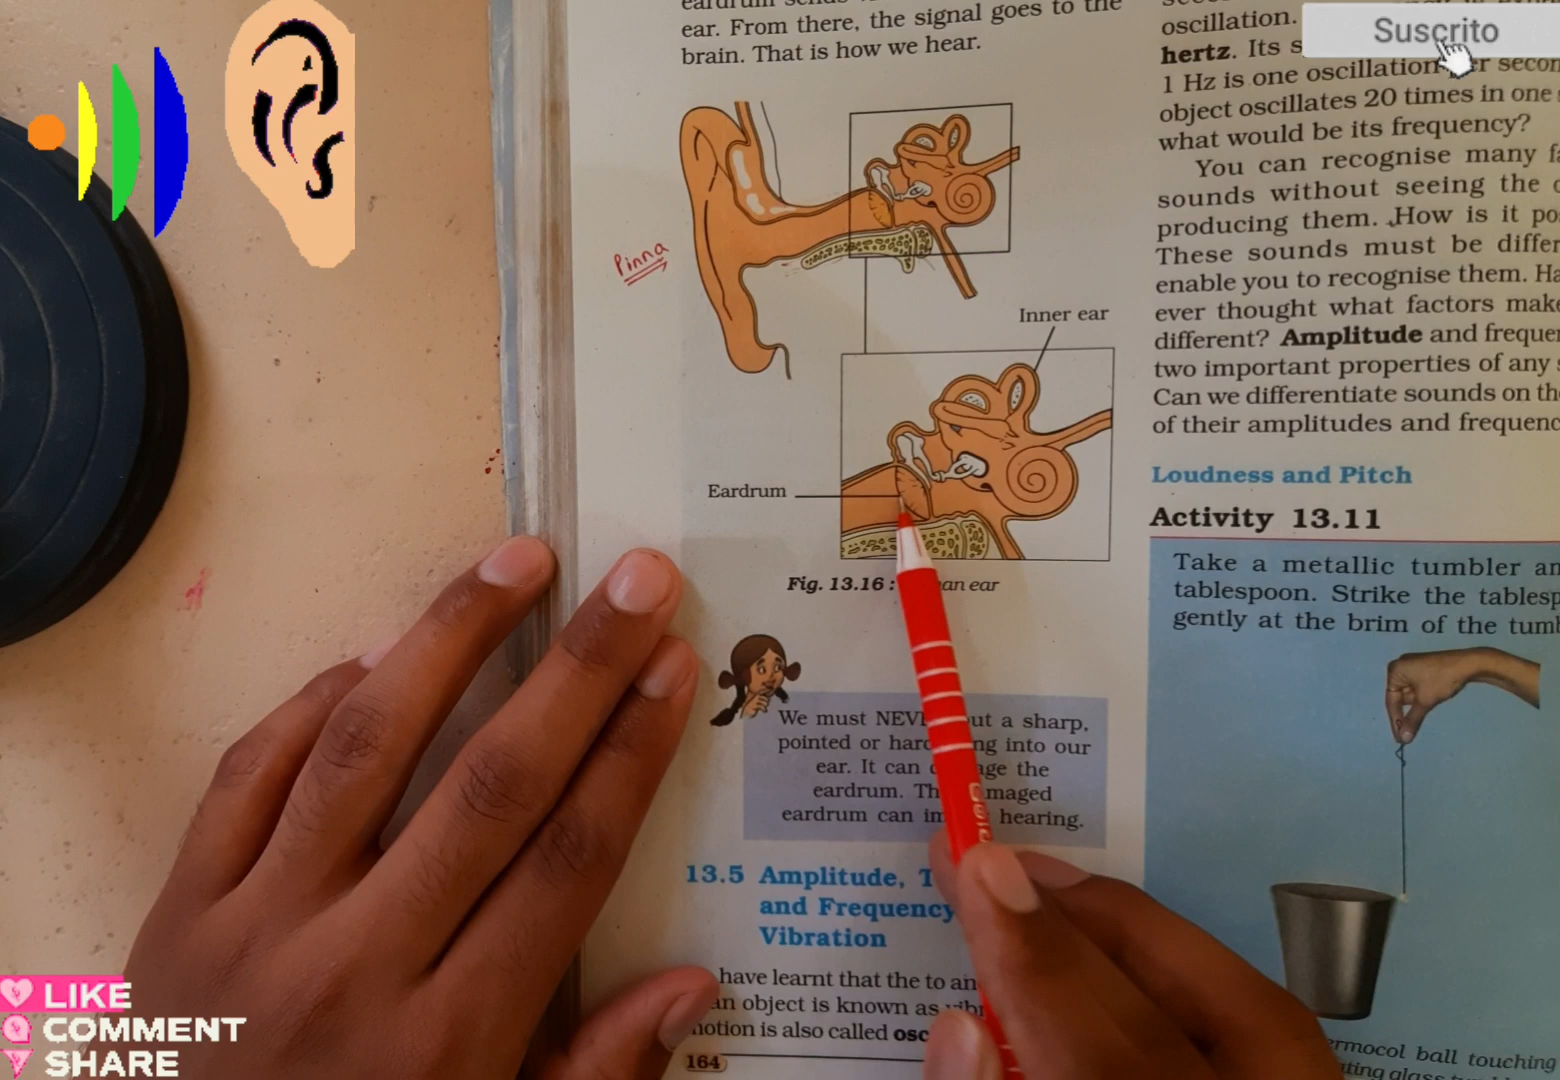 ear. From there, the signal goes to the
brain. That is how we hear.
Pinna
Inner ear
Eardrum
Fig. 13.16 : an ear
We must NEV ut a sharp,
pointed or hard ng into our
ear. It can ge the
eardrum. Th maged
eardrum can im hearing.
13.5 Amplitude, T
and Frequency
Vibration
have learnt that the to an
an object is known as vibr
notion is also called osc
164
oscillation.
hertz. Its s
1 Hz is one oscillation per secon
object oscillates 20 times in one
what would be its frequency?
You can recognise many fa
sounds without seeing the o
producing them. How is it po
These sounds must be differ
enable you to recognise them. Ha
ever thought what factors make
different? Amplitude and freque
two important properties of any s
Can we differentiate sounds on th
of their amplitudes and frequenc
Loudness and Pitch
Activity 13.11
Take a metallic tumbler an
tablespoon. Strike the tablesp
gently at the brim of the tumb
ermocol ball touching
Suscrito
LIKE
COMMENT
SHARE